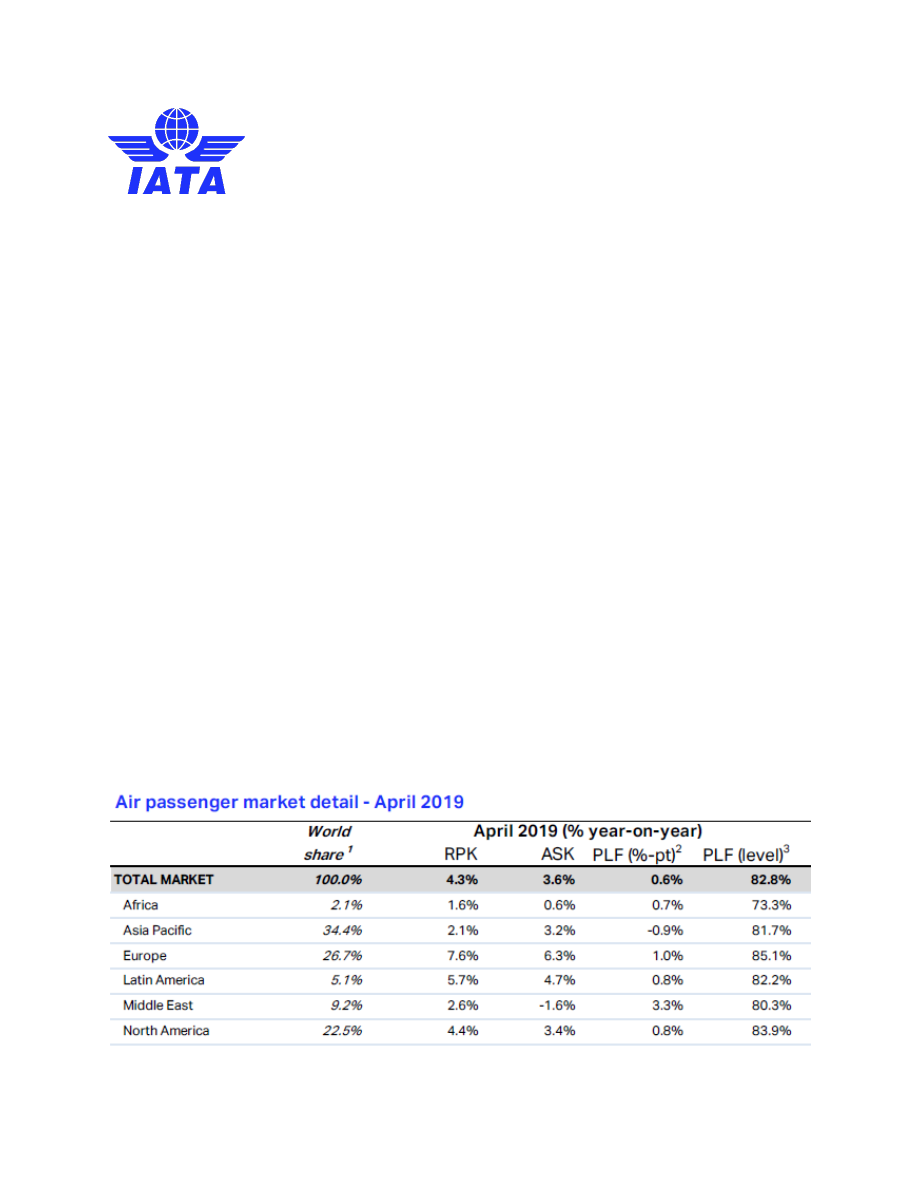 IATA
Air passenger market detail - April 2019
World share ¹ April 2019 (% year-on-year)
RPK ASK PLF (%-pt)² PLF (level)³
TOTAL MARKET 100.0% 4.3% 3.6% 0.6% 82.8%
Africa 2.1% 1.6% 0.6% 0.7% 73.3%
Asia Pacific 34.4% 2.1% 3.2% -0.9% 81.7%
Europe 26.7% 7.6% 6.3% 1.0% 85.1%
Latin America 5.1% 5.7% 4.7% 0.8% 82.2%
Middle East 9.2% 2.6% -1.6% 3.3% 80.3%
North America 22.5% 4.4% 3.4% 0.8% 83.9%